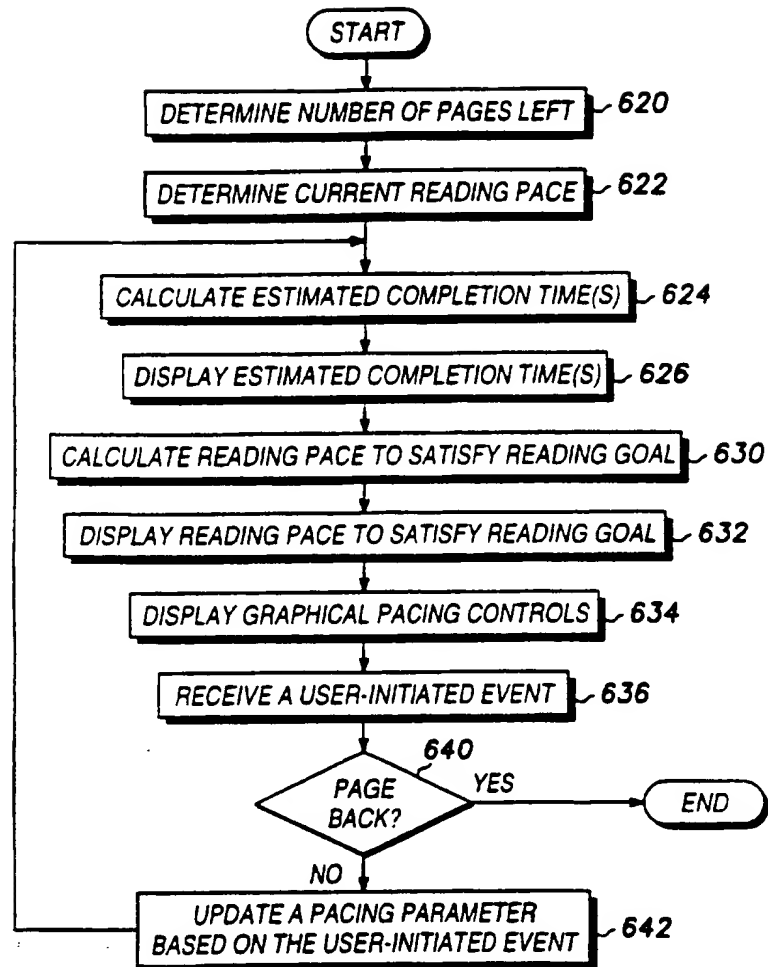 START
DETERMINE NUMBER OF PAGES LEFT 620
DETERMINE CURRENT READING PACE 622
CALCULATE ESTIMATED COMPLETION TIME(S) 624
DISPLAY ESTIMATED COMPLETION TIME(S) 626
CALCULATE READING PACE TO SATISFY READING GOAL 630
DISPLAY READING PACE TO SATISFY READING GOAL 632
DISPLAY GRAPHICAL PACING CONTROLS 634
RECEIVE A USER-INITIATED EVENT 636
640
PAGE
BACK?
YES
END
NO
UPDATE A PACING PARAMETER
BASED ON THE USER-INITIATED EVENT 642